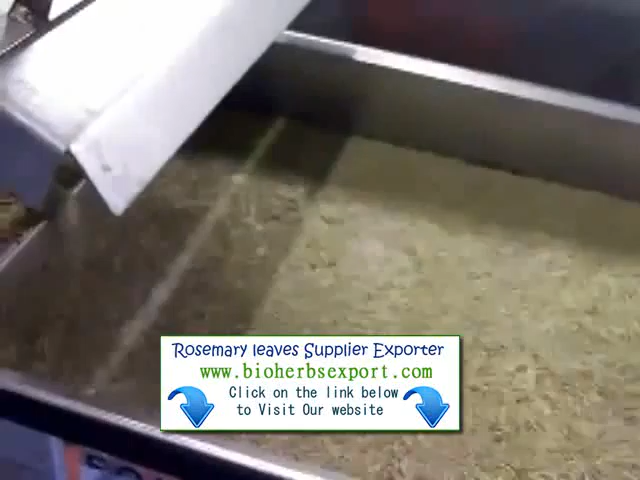 Rosemary leaves Supplier Exporter
www.bioherbsexport.com
Click on the link below
to Visit Our website